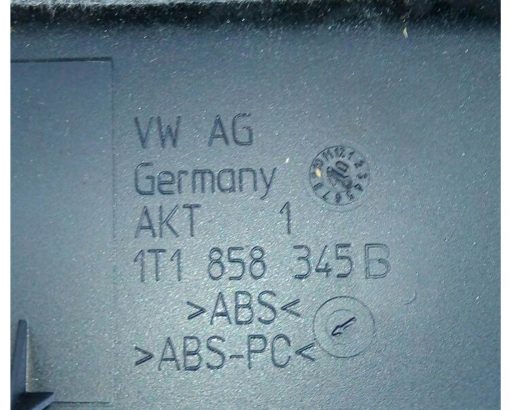 VW AG
Germany
AKT 1
1T1 858 345 B
>ABS<
>ABS-PC<